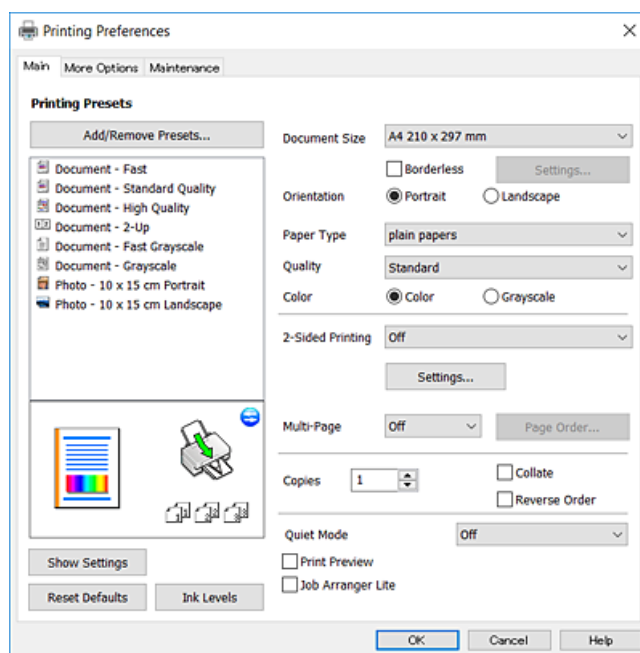 Printing Preferences
Main More Options Maintenance
Printing Presets
Add/Remove Presets...
Document - Fast
Document - Standard Quality
Document - High Quality
Document - 2-Up
Document - Fast Grayscale
Document - Grayscale
Photo - 10 x 15 cm Portrait
Photo - 10 x 15 cm Landscape
Show Settings
Reset Defaults Ink Levels
Document Size A4 210 x 297 mm
Borderless Settings...
Orientation Portrait Landscape
Paper Type plain papers
Quality Standard
Color Color Grayscale
2-Sided Printing Off
Settings...
Multi-Page Off Page Order...
Copies 1 Collate
Reverse Order
Quiet Mode Off
Print Preview
Job Arranger Lite
OK Cancel Help